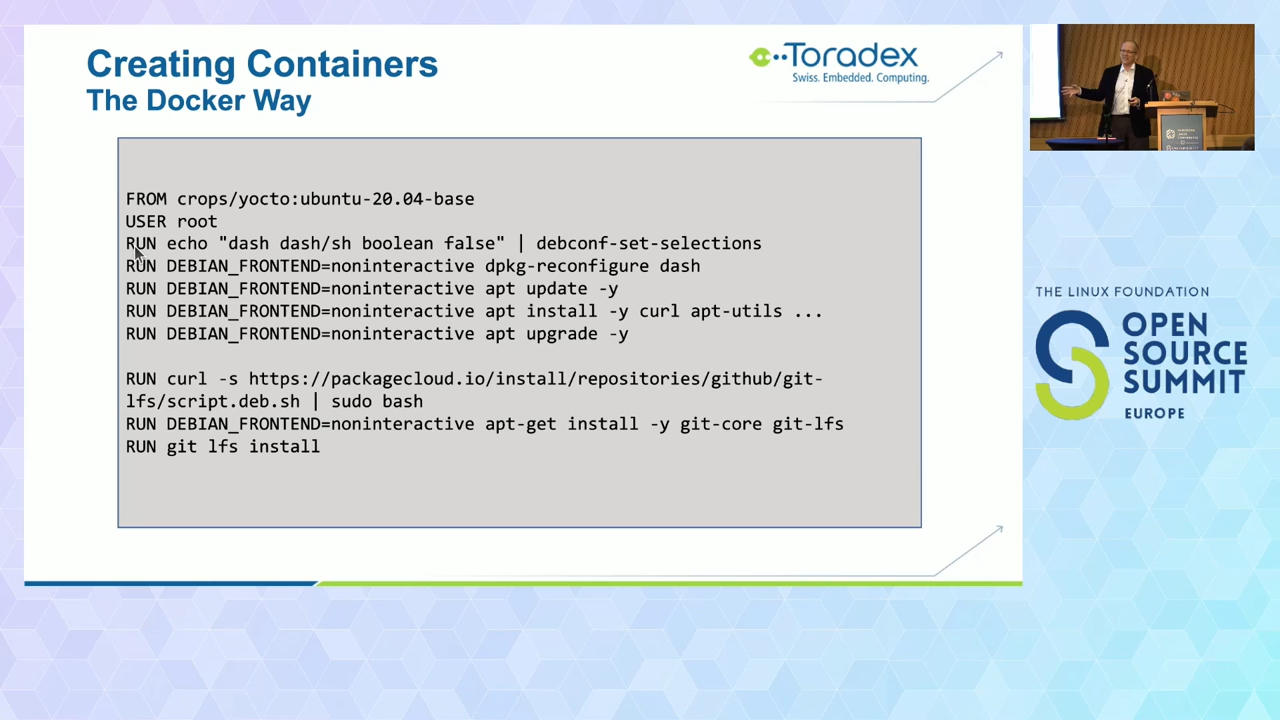 Creating Containers
The Docker Way
Toradex
Swiss. Embedded. Computing.
FROM crops/yocto:ubuntu-20.04-base
USER root
RUN echo "dash dash/sh boolean false" | debconf-set-selections
RUN DEBIAN_FRONTEND=noninteractive dpkg-reconfigure dash
RUN DEBIAN_FRONTEND=noninteractive apt update -y
RUN DEBIAN_FRONTEND=noninteractive apt install -y curl apt-utils ...
RUN DEBIAN_FRONTEND=noninteractive apt upgrade -y
RUN curl -s https://packagecloud.io/install/repositories/github/git-
lfs/script.deb.sh | sudo bash
RUN DEBIAN_FRONTEND=noninteractive apt-get install -y git-core git-lfs
RUN git lfs install
THE LINUX FOUNDATION
OPEN
SOURCE
SUMMIT
EUROPE